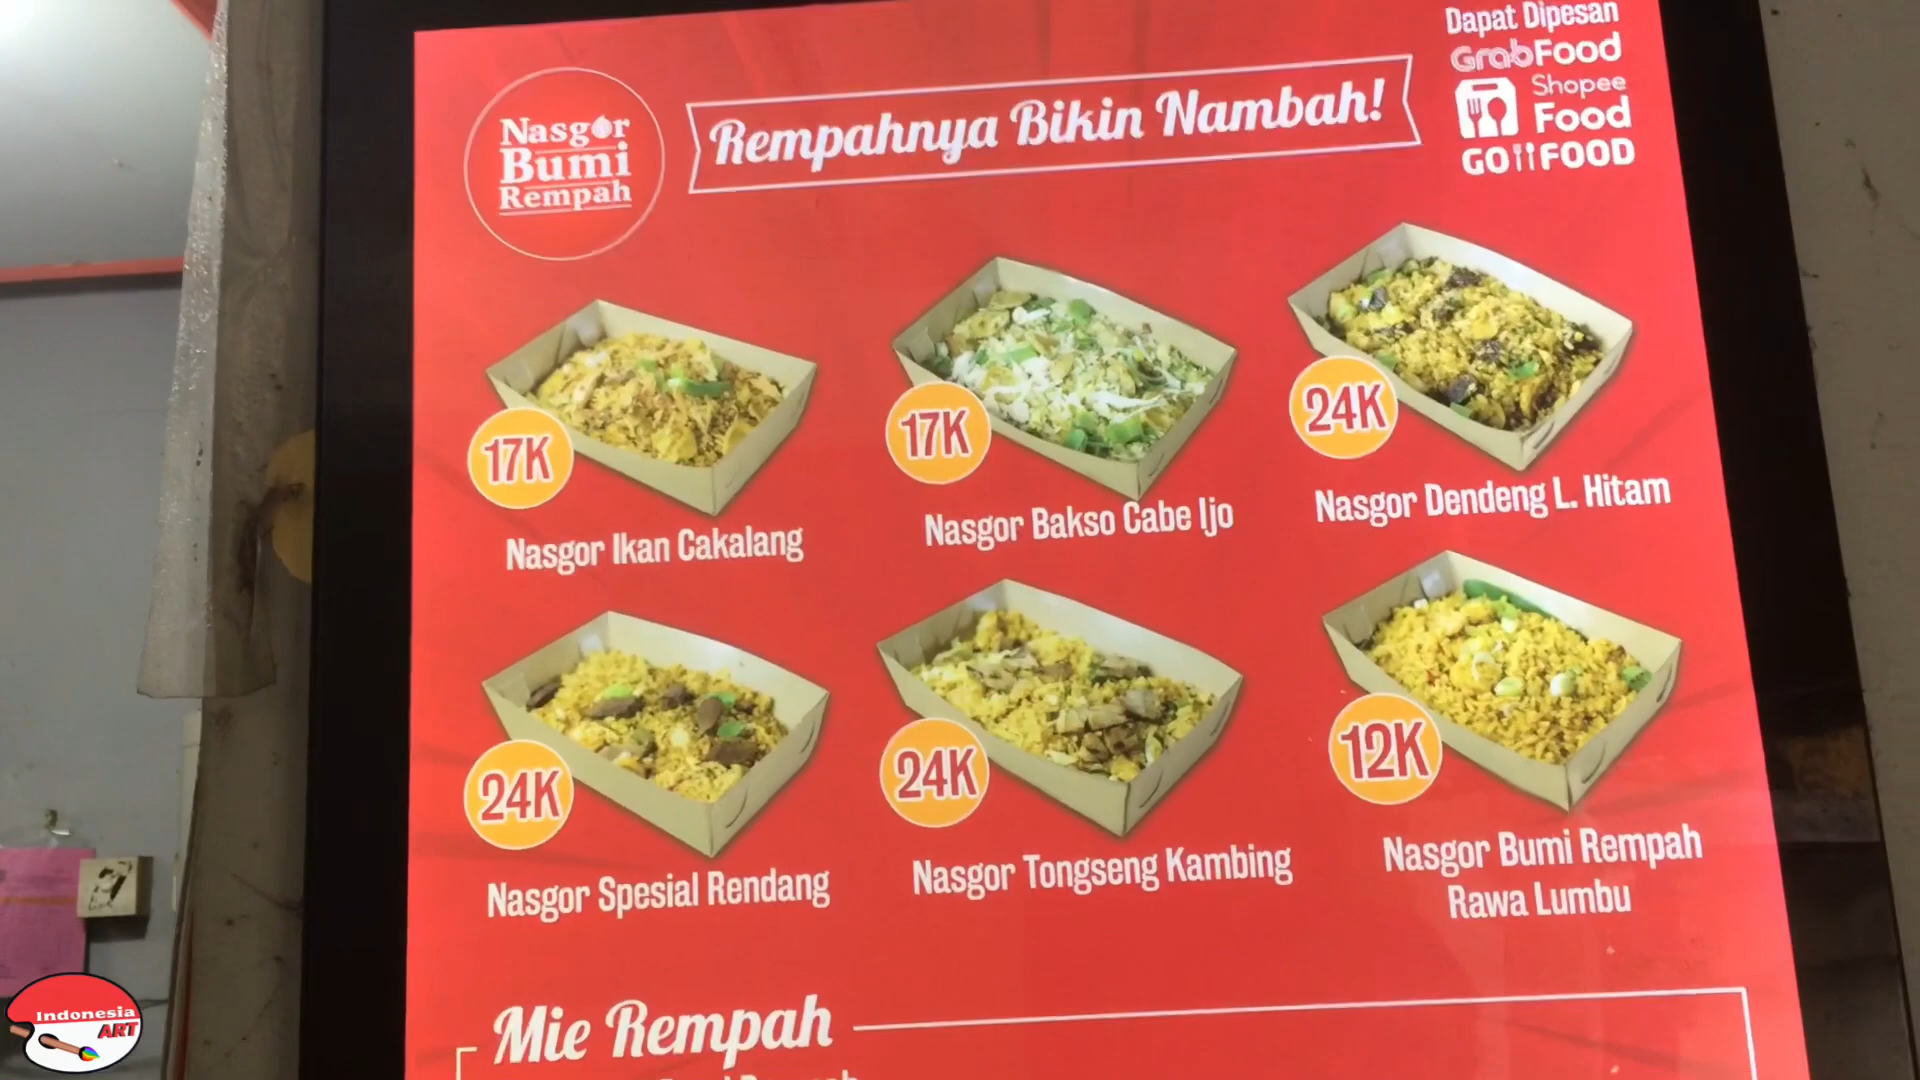 Nasgor
Bumi
Rempah
Rempahnya Bikin Nambah!
Dapat Dipesan
GrabFood
Shopee
Food
GOFOOD
17K
Nasgor Ikan Cakalang
17K
Nasgor Bakso Cabe Ijo
24K
Nasgor Dendeng L. Hitam
24K
Nasgor Spesial Rendang
24K
Nasgor Tongseng Kambing
12K
Nasgor Bumi Rempah
Rawa Lumbu
Mie Rempah
Indonesia
ART